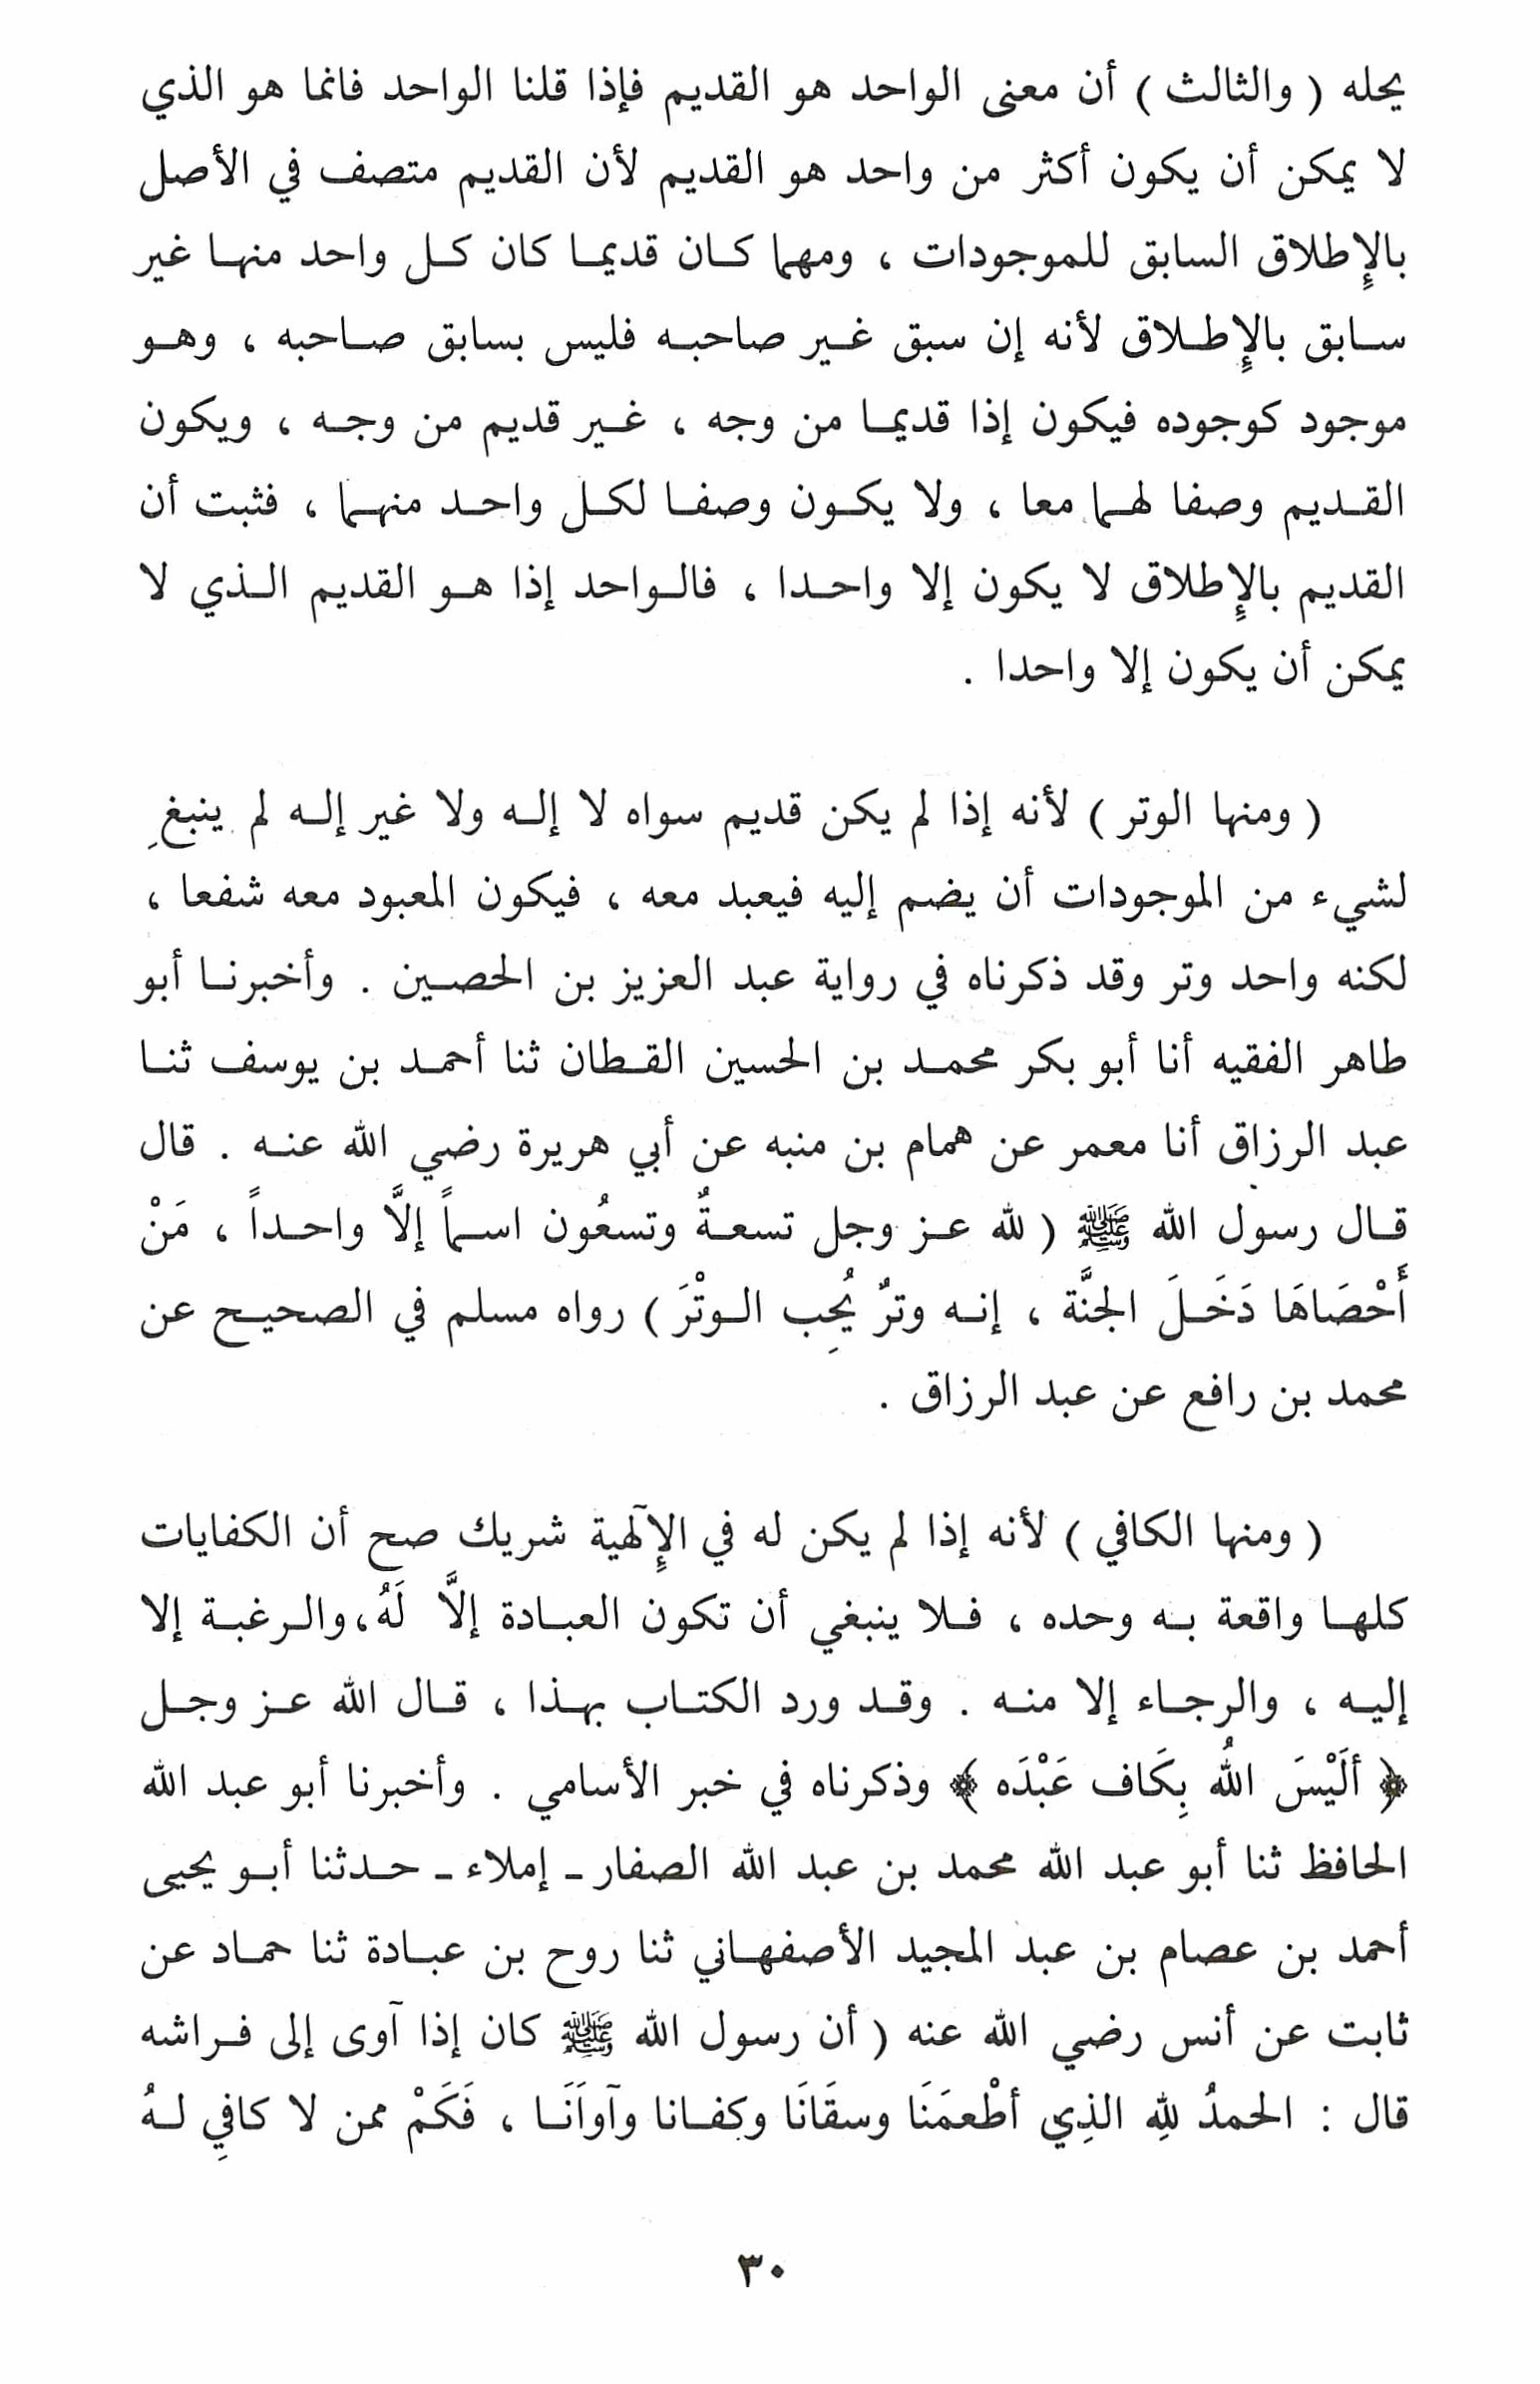 يحله ( والثالث ) أن معنى الواحد هو القديم فإذا قلنا الواحد فانما هو الذي
لا يمكن أن يكون أكثر من واحد هو القديم لأن القديم متصف في الأصل
بالإِطلاق السابق للموجودات ، ومهما كان قديما كان كل واحد منها غير
سابق بالإِطلاق لأنه إن سبق غير صاحبه فليس بسابق صاحبه ، وهو
موجود كوجوده فيكون إذا قديما من وجه ، غير قديم من وجه ، ويكون
القديم وصفا لهما معا ، ولا يكون وصفا لكل واحد منهما ، فثبت أن
القديم بالإِطلاق لا يكون إلا واحدا ، فالواحد إذا هو القديم الذي لا
يمكن أن يكون إلا واحدا .
( ومنها الوتر ) لأنه إذا لم يكن قديم سواه لا إله ولا غير إله لم ينبغِ
لشيء من الموجودات أن يضم إليه فيعبد معه ، فيكون المعبود معه شفعا ،
لكنه واحد وتر وقد ذكرناه في رواية عبد العزيز بن الحصين . وأخبرنا أبو
طاهر الفقيه أنا أبو بكر محمد بن الحسين القطان ثنا أحمد بن يوسف ثنا
عبد الرزاق أنا معمر عن همام بن منبه عن أبي هريرة رضي الله عنه . قال
قال رسول الله ﷺ ( لله عز وجل تسعةٌ وتسعُون اسماً إلاَّ واحداً ، مَنْ
أَحْصَاهَا دَخَلَ الجنَّة ، إنه وترٌ يُحِب الوتْرَ ) رواه مسلم في الصحيح عن
محمد بن رافع عن عبد الرزاق .
( ومنها الكافي ) لأنه إذا لم يكن له في الإِآلهية شريك صح أن الكفايات
كلها واقعة به وحده ، فلا ينبغي أن تكون العبادة إلاَّ لَهُ، والرغبة إلا
إليه ، والرجاء إلا منه . وقد ورد الكتاب بهذا ، قال الله عز وجل
﴿ ألَيْسَ اللُه بِكَاف عَبْدَه ﴾ وذكرناه في خبر الأسامي . وأخبرنا أبو عبد الله
الحافظ ثنا أبو عبد الله محمد بن عبد الله الصفار ـ إملاء ـ حدثنا أبو يحيى
أحمد بن عصام بن عبد المجيد الأصفهاني ثنا روح بن عبادة ثنا حماد عن
ثابت عن أنس رضي الله عنه ( أن رسول الله ﷺ كان إذا آوى إلى فراشه
قال : الحمدُ للهِ الذِي أطْعمَنَا وسقَانَا وكفانا وآواَنَا ، فَكَمْ ممن لا كافيِ لهُ
٣٠